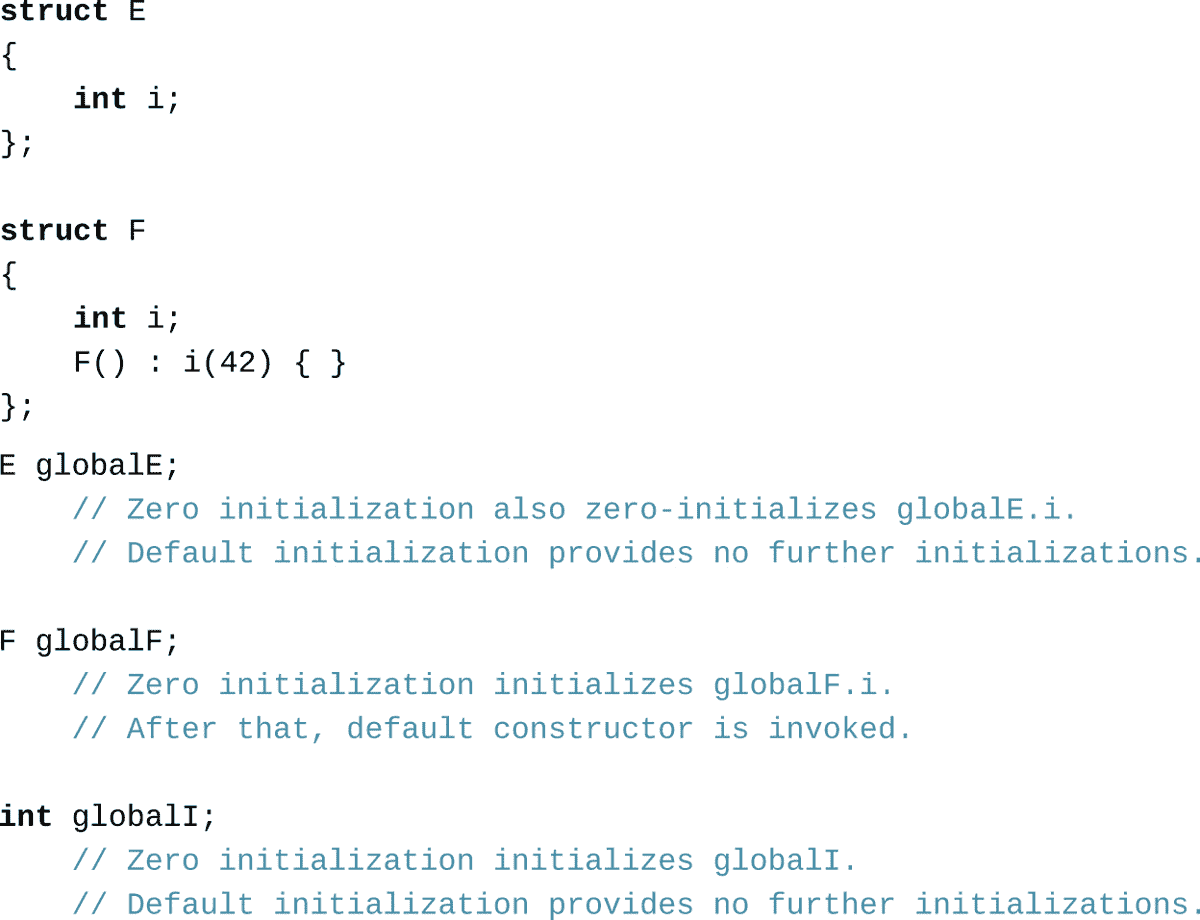 struct E
{
    int i;
};

struct F
{
    int i;
    F() : i(42) { }
};
E globalE;
    // Zero initialization also zero-initializes globalE.i.
    // Default initialization provides no further initializations.

F globalF;
    // Zero initialization initializes globalF.i.
    // After that, default constructor is invoked.

int globalI;
    // Zero initialization initializes globalI.
    // Default initialization provides no further initializations.